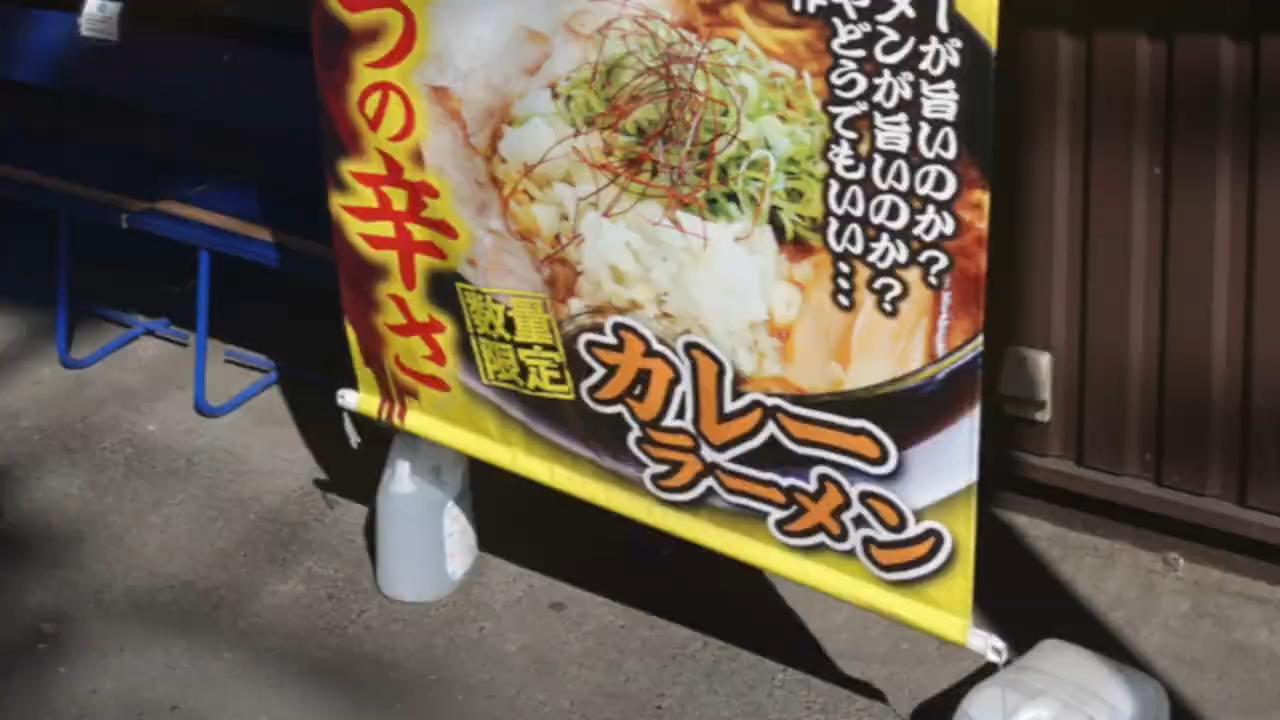 ーが旨いのか?
メンが旨いのか?
やどうでもいい…
つの辛さ
数量
限定
カレー
ラーメン